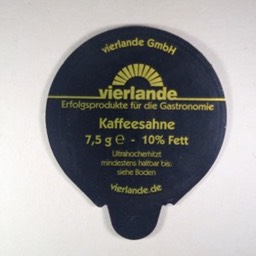 vierlande GmbH
vierlande
Erfolgsprodukte für die Gastronomie
Kaffeesahne
7,5 g ℮ - 10% Fett
Ultrahocherhitzt
mindestens haltbar bis:
siehe Boden
vierlande.de